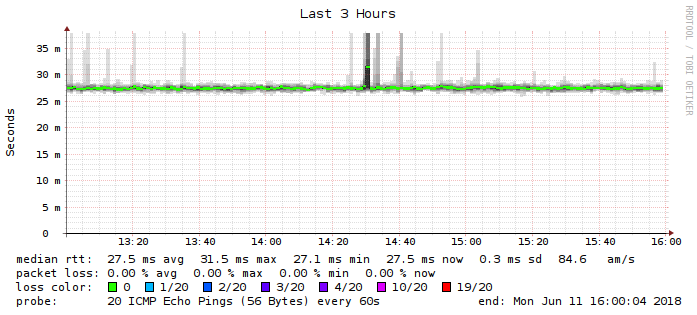 Last 3 Hours
RRDTOOL / TOBI OETIKER
Seconds
35 m
30 m
25 m
20 m
15 m
10 m
5 m
0
13:20 13:40 14:00 14:20 14:40 15:00 15:20 15:40 16:00
median rtt: 27.5 ms avg 31.5 ms max 27.1 ms min 27.5 ms now 0.3 ms sd 84.6 am/s
packet loss: 0.00 % avg 0.00 % max 0.00 % min 0.00 % now
loss color: 0 1/20 2/20 3/20 4/20 10/20 19/20
probe: 20 ICMP Echo Pings (56 Bytes) every 60s end: Mon Jun 11 16:00:04 2018